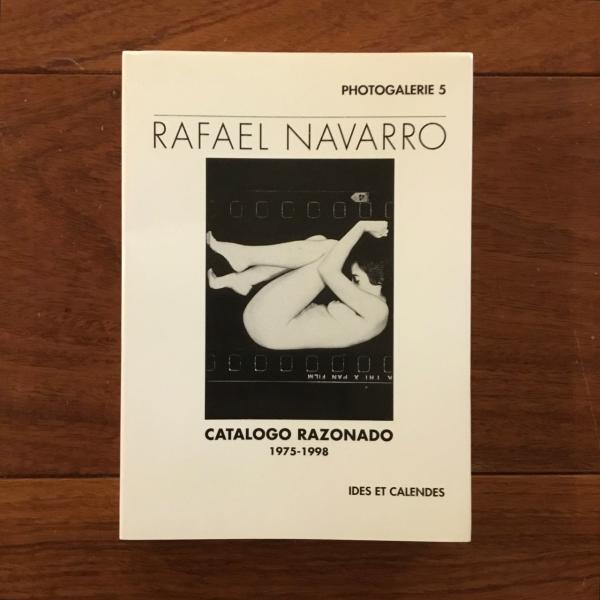 PHOTOGALERIE 5
RAFAEL NAVARRO
CATALOGO RAZONADO
1975-1998
IDES ET CALENDES